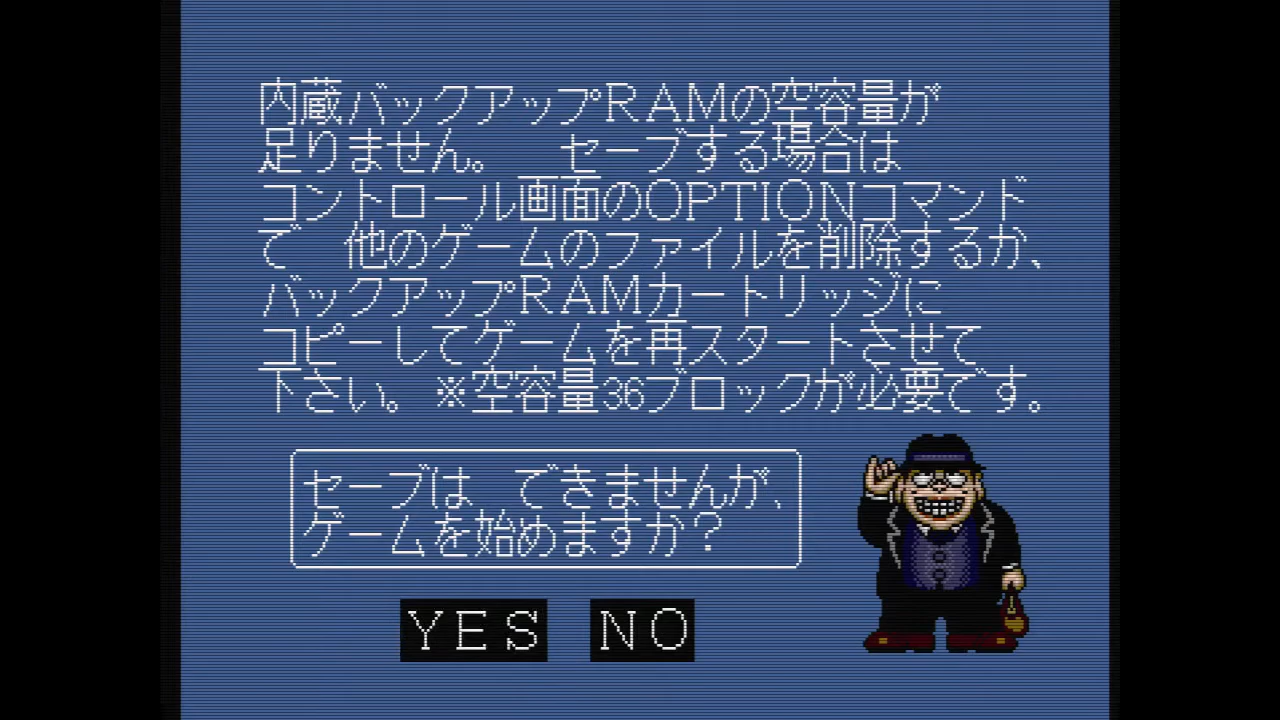 内蔵バックアップRAMの空容量が
足りません。　セーブする場合は
コントロール画面のOPTIONコマンド
で　他のゲームのファイルを削除するか、
バックアップRAMカートリッジに
コピーしてゲームを再スタートさせて
下さい。※空容量36ブロックが必要です。
セーブは　できませんが、
ゲームを始めますか？
YES NO